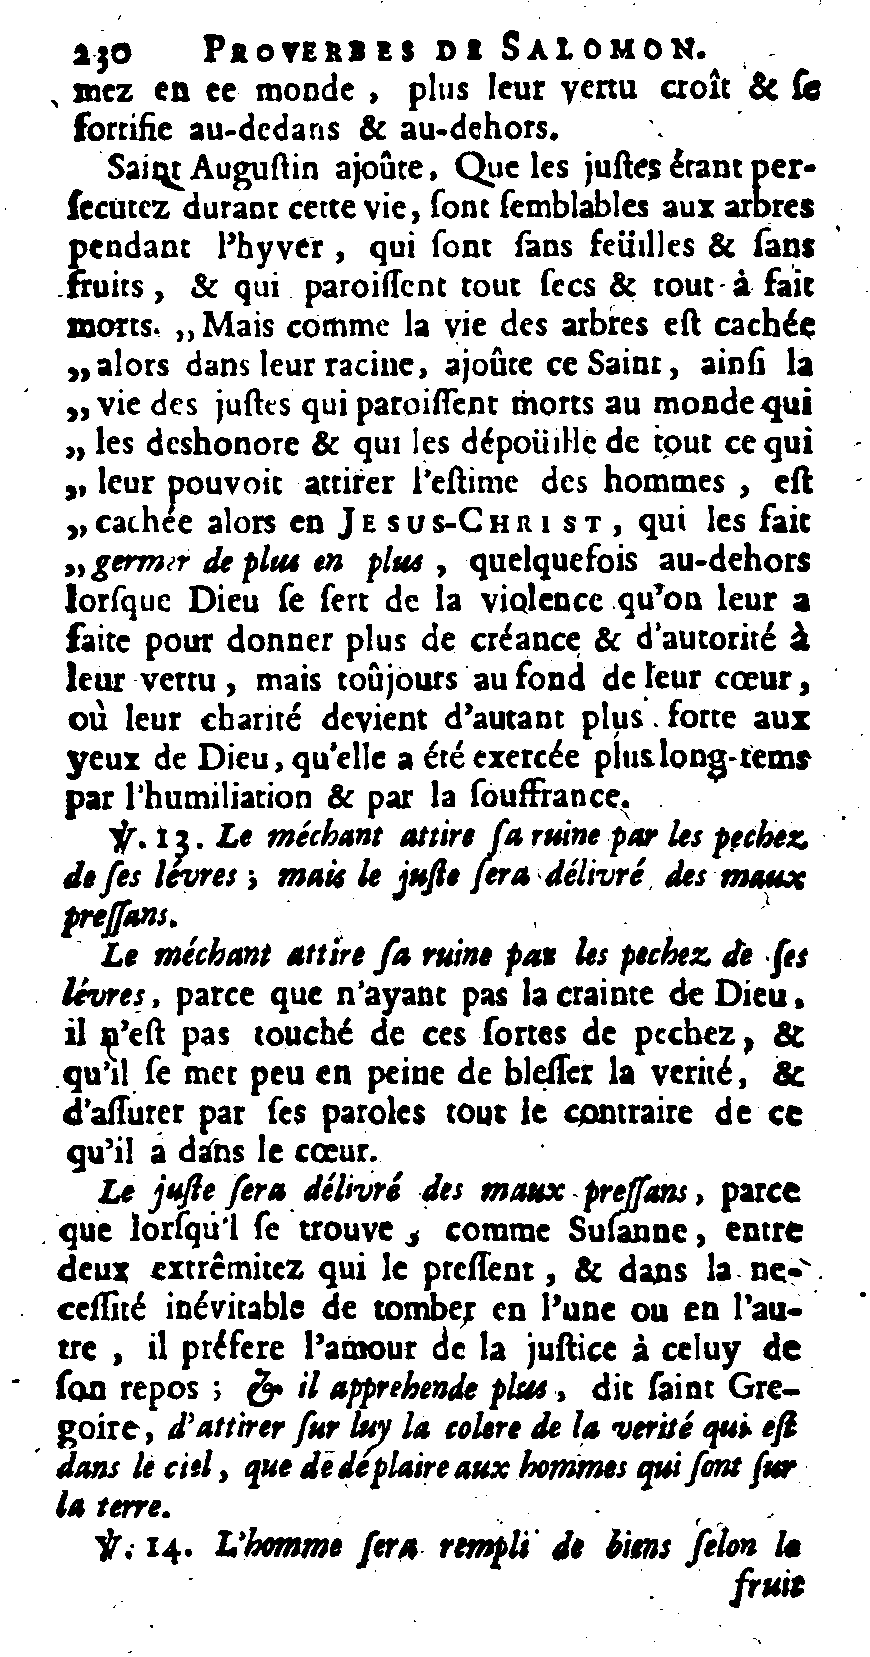 230 PROVERBES DE SALOMON.
mez en ce monde, plus leur vertu croît & ſe
fortifie au-dedans & au-dehors.
Saint Auguſtin ajoûte, Que les juſtes étant per-
ſecutez durant cette vie, ſont ſemblables aux arbres
pendant l'hyver, qui ſont ſans feüilles & ſans
fruits, & qui paroiſſent tout ſecs & tout-à fait
morts. „Mais comme la vie des arbres eſt cachée
„alors dans leur racine, ajoûte ce Saint, ainſi la
„vie des juſtes qui paroiſſent morts au monde qui
„les deshonore & qui les dépoüille de tout ce qui
„leur pouvoit attirer l'eſtime des hommes, eſt
„cachée alors en JESUS-CHRIST, qui les fait
„germer de plus en plus, quelquefois au-dehors
lorſque Dieu ſe ſert de la violence qu'on leur a
faite pour donner plus de créance & d'autorité à
leur vertu, mais toûjours au fond de leur cœur,
où leur charité devient d'autant plus forte aux
yeux de Dieu, qu'elle a été exercée plus long-tems
par l'humiliation & par la ſouffrance.
℣. 13. Le méchant attire ſa ruine par les pechez
de ſes lévres; mais le juſte ſera délivré des maux
preſſans.
Le méchant attire ſa ruine par les pechez de ſes
lévres, parce que n'ayant pas la crainte de Dieu,
il n'eſt pas touché de ces ſortes de pechez, &
qu'il ſe met peu en peine de bleſſer la verité, &
d'aſſurer par ſes paroles tout le contraire de ce
qu'il a dans le cœur.
Le juſte ſera délivré des maux preſſans, parce
que lorſqu'l ſe trouve, comme Suſanne, entre
deux extrêmitez qui le preſſent, & dans la ne-
ceſſité inévitable de tomber en l'une ou en l'au-
tre, il préfere l'amour de la juſtice à celuy de
ſon repos; & il apprehende plus, dit ſaint Gre-
goire, d'attirer ſur luy la colere de la verité qui eſt
dans le ciel, que de déplaire aux hommes qui ſont ſur
la terre.
℣. 14. L'homme ſera rempli de biens ſelon le
fruit